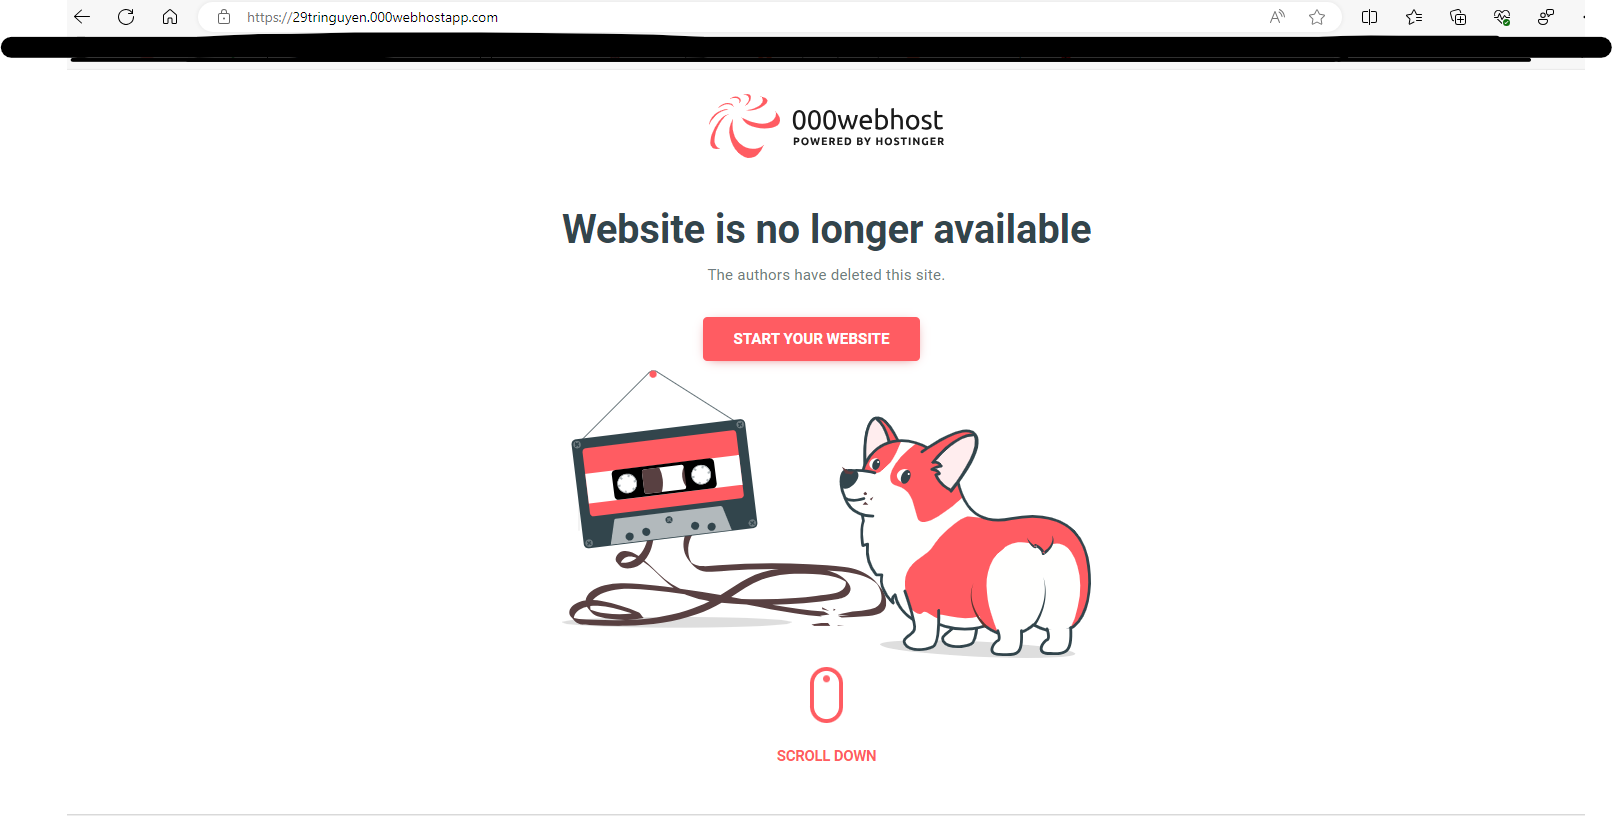 https://29tringuyen.000webhostapp.com
000webhost
POWERED BY HOSTINGER
Website is no longer available
The authors have deleted this site.
START YOUR WEBSITE
SCROLL DOWN